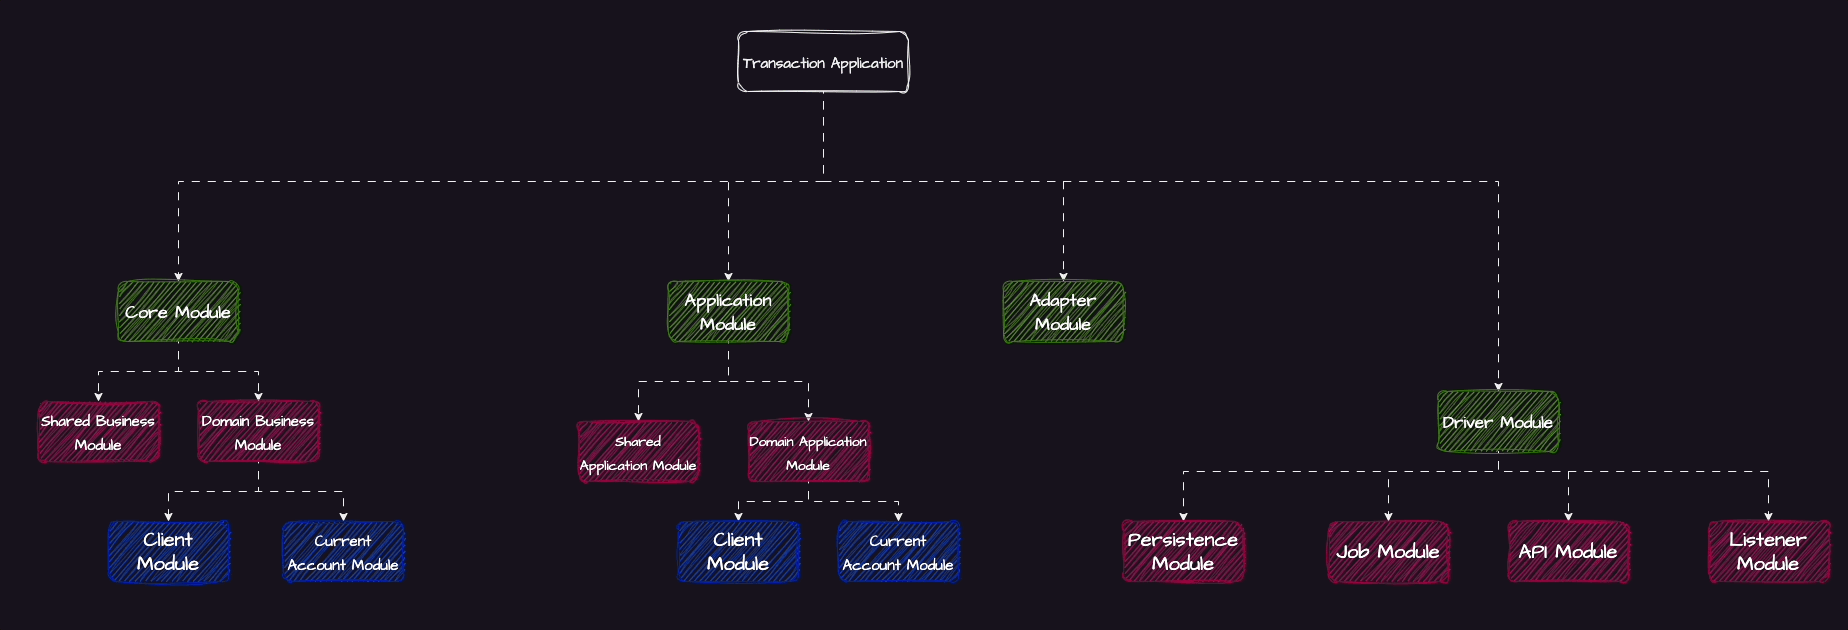 Transaction Application
Core Module
Application
Module
Adapter
Module
Driver Module
Shared Business
Module
Domain Business
Module
Shared
Application Module
Domain Application
Module
Client
Module
Current
Account Module
Client
Module
Current
Account Module
Persistence
Module
Job Module
API Module
Listener
Module